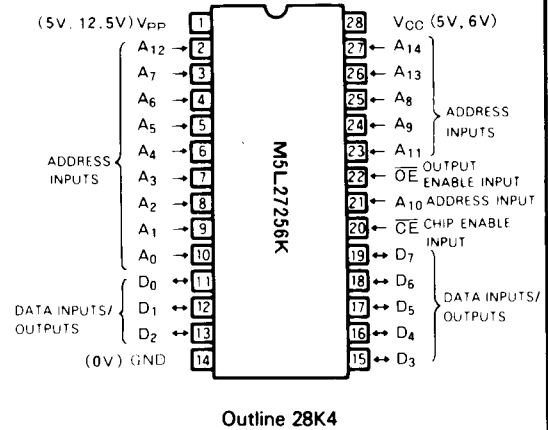 (5V, 12.5V) VPP 1 28 VCC (5V, 6V)
A12 → 2 27 ← A14
A7 → 3 26 ← A13
A6 → 4 25 ← A8
A5 → 5 24 ← A9
A4 → 6 23 ← A11
A3 → 7 22 ← OE OUTPUT ENABLE INPUT
A2 → 8 21 ← A10 ADDRESS INPUT
A1 → 9 20 ← CE CHIP ENABLE INPUT
A0 → 10 19 ↔ D7
D0 ↔ 11 18 ↔ D6
D1 ↔ 12 17 ↔ D5
D2 ↔ 13 16 ↔ D4
(0V) GND 14 15 ↔ D3
ADDRESS
INPUTS
DATA INPUTS/
OUTPUTS
M5L27256K
ADDRESS
INPUTS
DATA INPUTS/
OUTPUTS
Outline 28K4